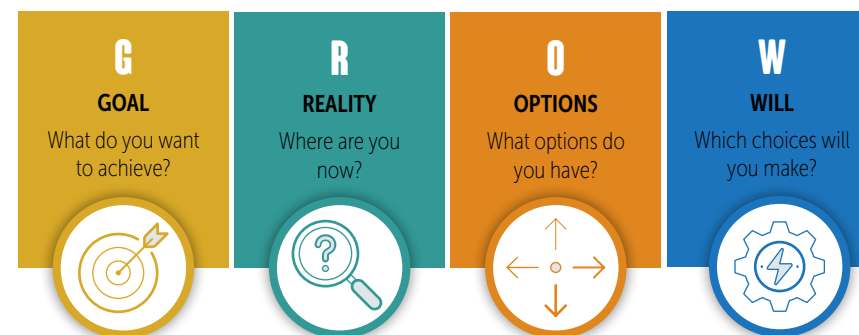 G
GOAL
What do you want
to achieve?
R
REALITY
Where are you
now?
?
O
OPTIONS
What options do
you have?
W
WILL
Which choices will
you make?